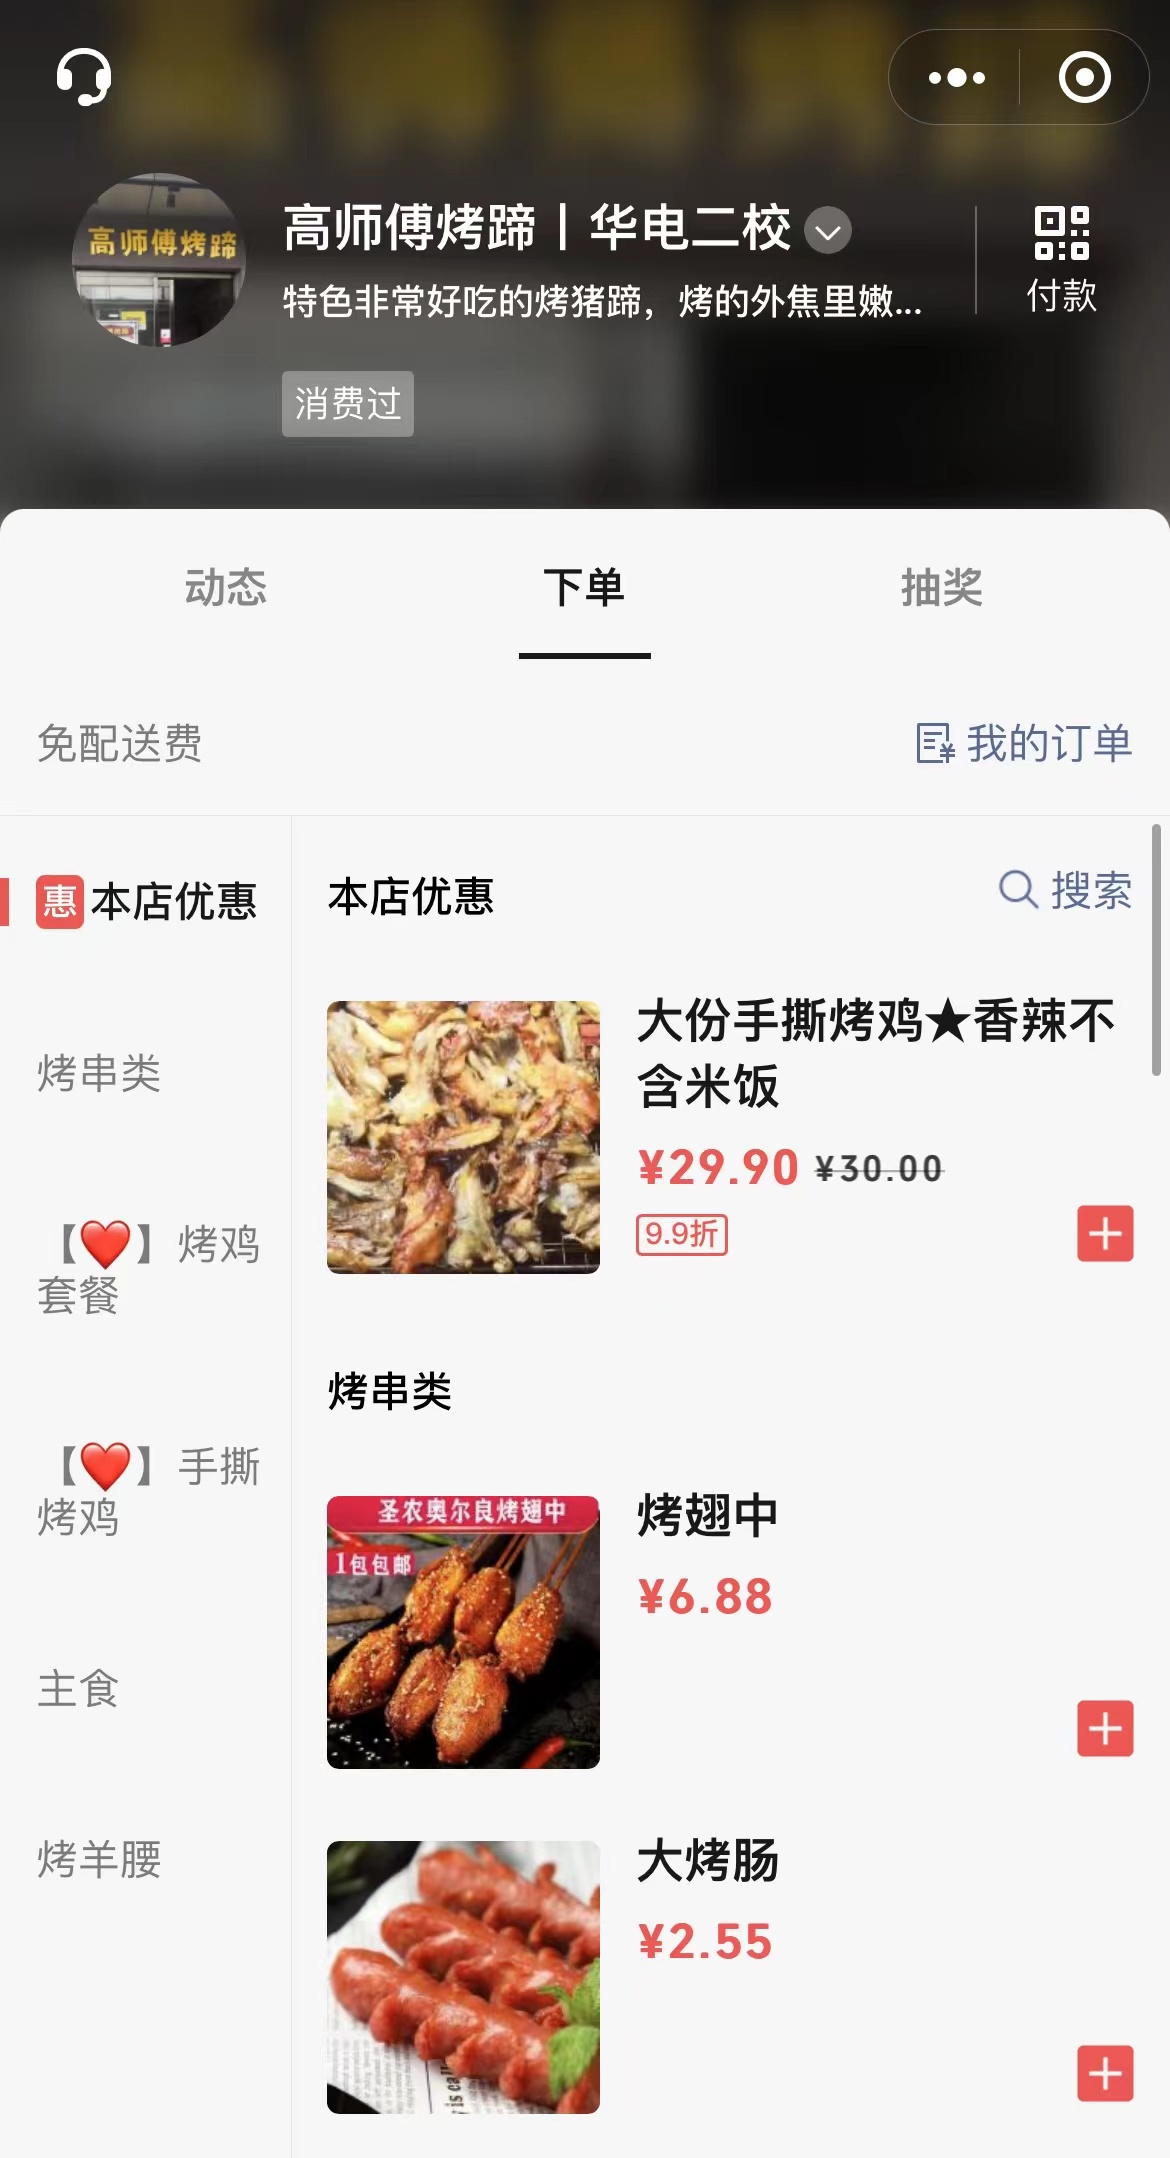 高师傅烤蹄
高师傅烤蹄丨华电二校
特色非常好吃的烤猪蹄，烤的外焦里嫩...
付款
消费过
动态
下单
抽奖
免配送费
我的订单
惠 本店优惠
烤串类
【❤️】烤鸡
套餐
【❤️】手撕
烤鸡
主食
烤羊腰
本店优惠
搜索
大份手撕烤鸡★香辣不
含米饭
¥29.90 ¥30.00
9.9折
烤串类
圣农奥尔良烤翅中
1包包邮
烤翅中
¥6.88
大烤肠
¥2.55